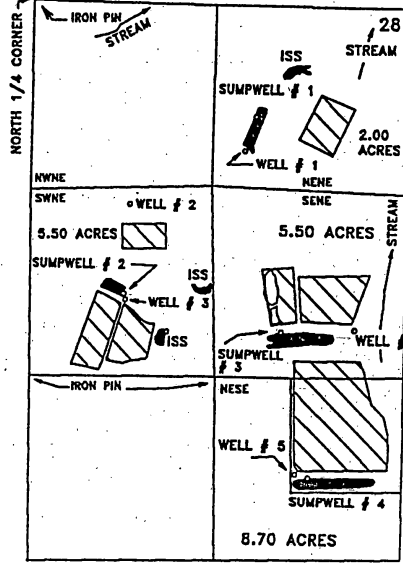 NORTH 1/4 CORNER
IRON PIN
STREAM
28
STREAM
ISS
SUMPWELL # 1
2.00
ACRES
WELL # 1
NWNE
NENE
SWNE
SENE
WELL # 2
5.50 ACRES
5.50 ACRES
STREAM
SUMPWELL # 2
ISS
WELL # 3
ISS
WELL #
SUMPWELL
# 3
IRON PIN
NESE
WELL # 5
SUMPWELL # 4
8.70 ACRES